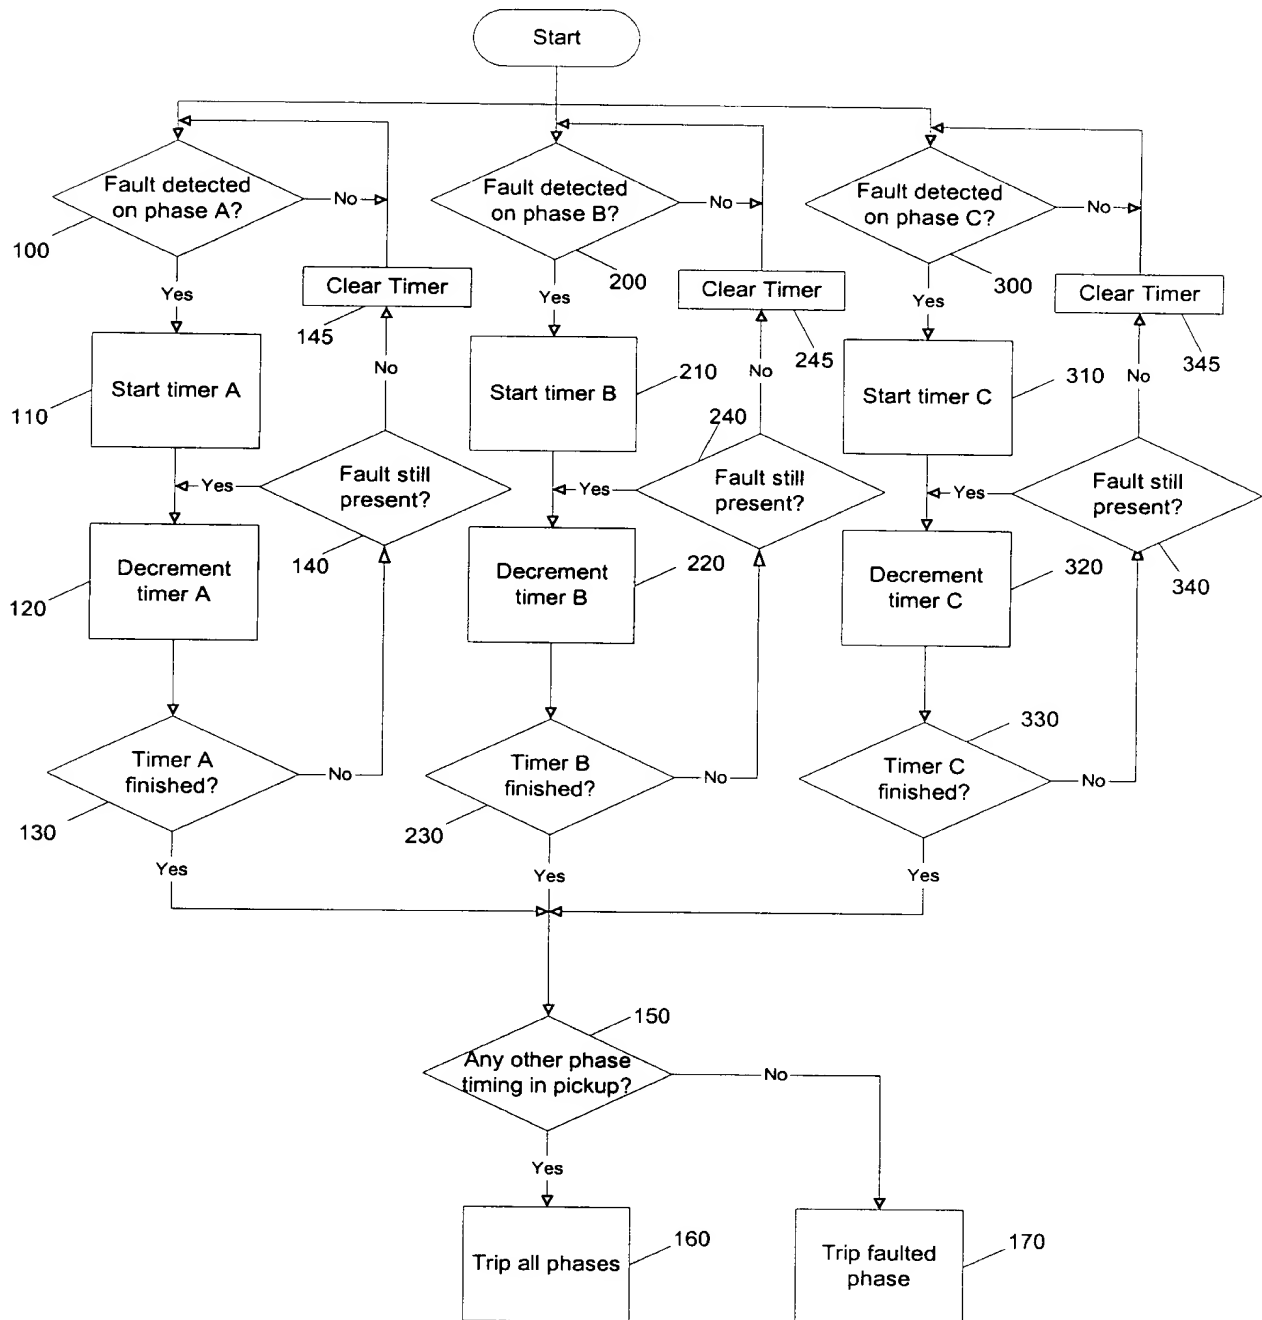 Start
Fault detected
on phase A?
No
100
Yes
Clear Timer
145
Start timer A
110
No
Yes
Fault still
present?
140
Decrement
timer A
120
Timer A
finished?
No
130
Yes
Fault detected
on phase B?
No
200
Yes
Clear Timer
245
Start timer B
210
No
240
Yes
Fault still
present?
Decrement
timer B
220
Timer B
finished?
No
230
Yes
Fault detected
on phase C?
No
300
Yes
Clear Timer
345
Start timer C
310
No
Yes
Fault still
present?
340
Decrement
timer C
320
330
Timer C
finished?
No
Yes
150
Any other phase
timing in pickup?
No
Yes
Trip all phases
160
Trip faulted
phase
170